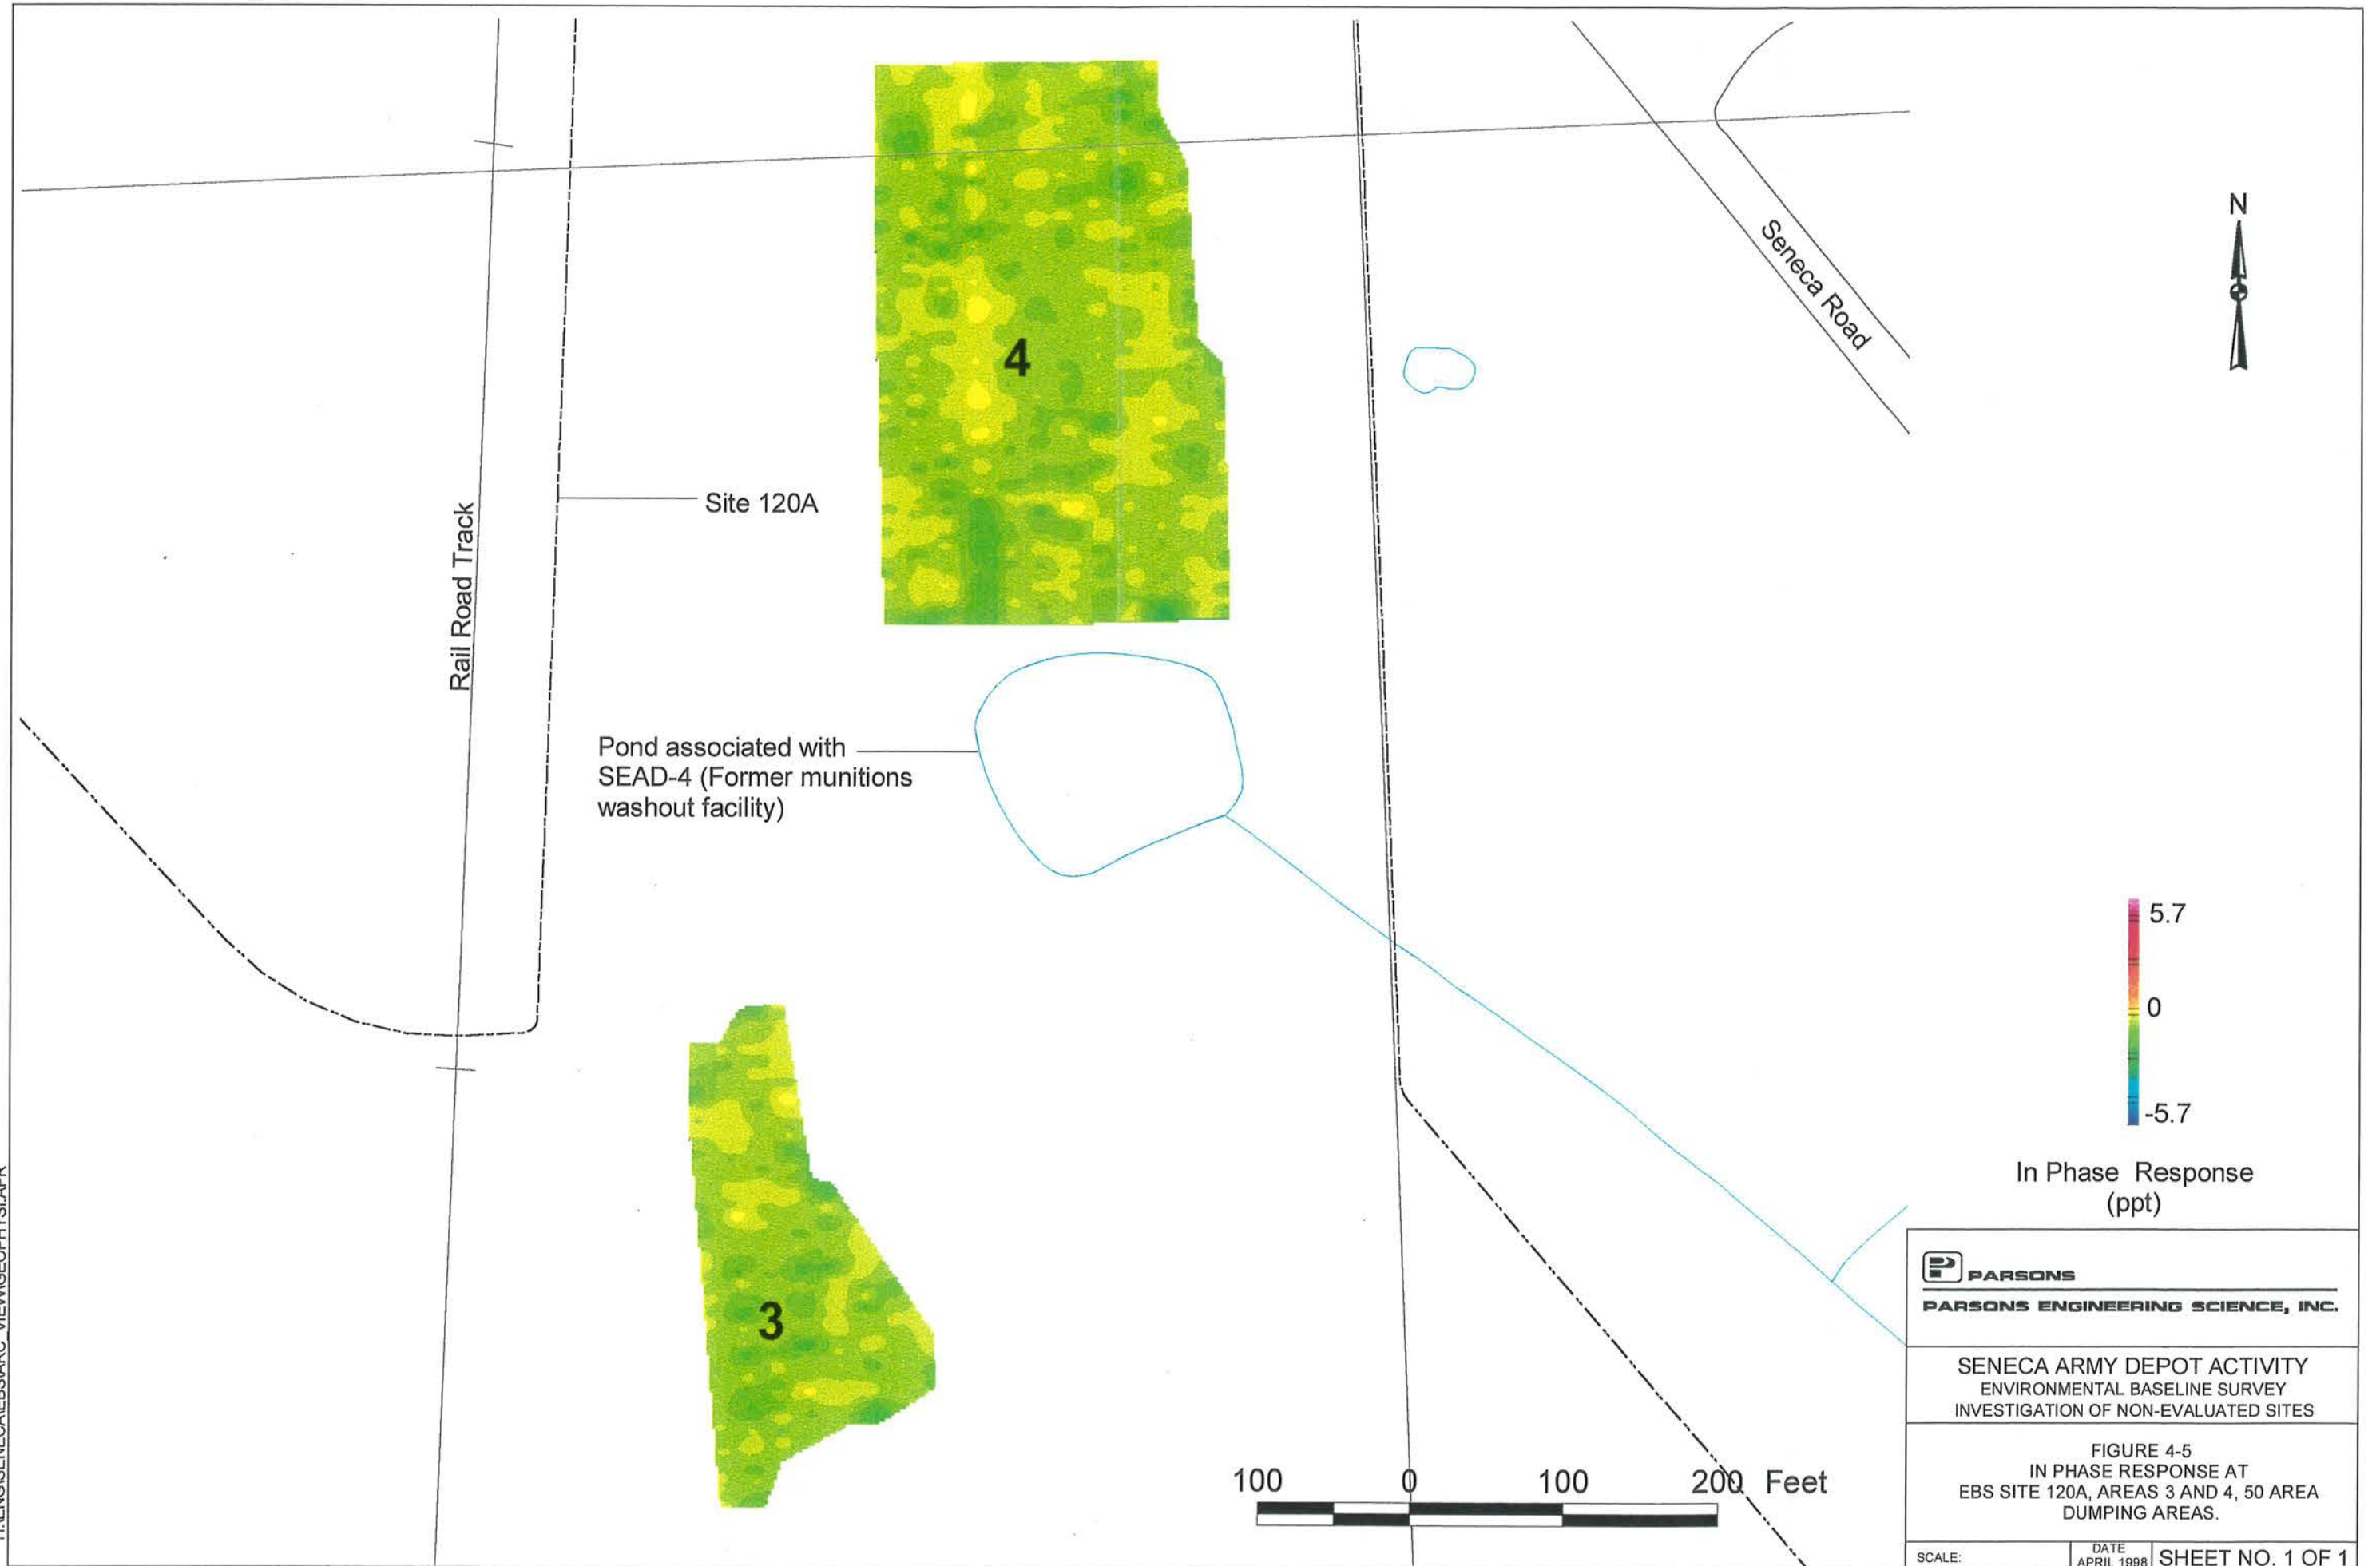 N
Seneca Road
4
Site 120A
Rail Road Track
Pond associated with
SEAD-4 (Former munitions
washout facility)
5.7
0
-5.7
In Phase Response
(ppt)
3
100 0 100 200 Feet
PARSONS
PARSONS ENGINEERING SCIENCE, INC.
SENECA ARMY DEPOT ACTIVITY
ENVIRONMENTAL BASELINE SURVEY
INVESTIGATION OF NON-EVALUATED SITES
FIGURE 4-5
IN PHASE RESPONSE AT
EBS SITE 120A, AREAS 3 AND 4, 50 AREA
DUMPING AREAS.
SCALE:
DATE
APRIL 1998
SHEET NO. 1 OF 1